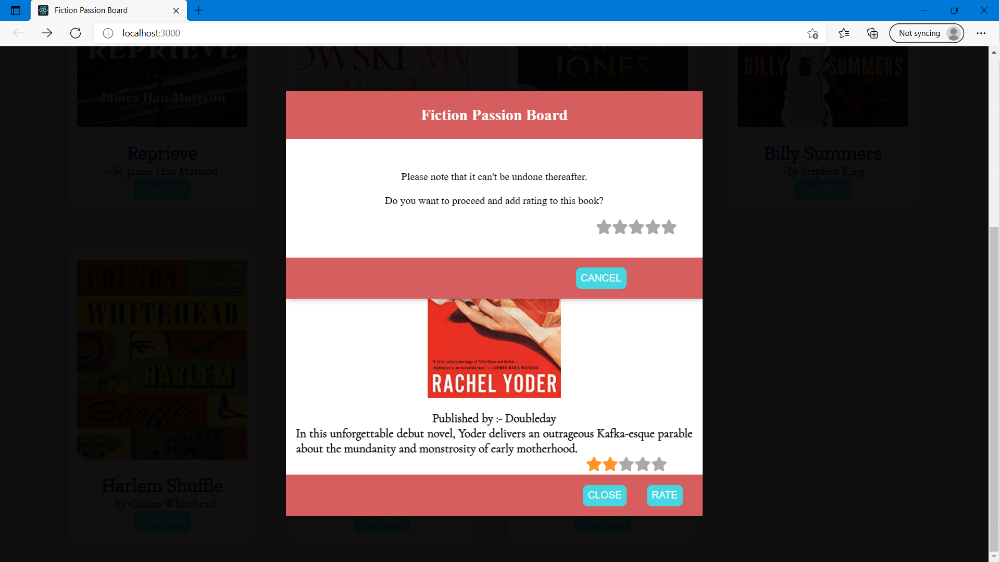 Fiction Passion Board
localhost:3000
Not syncing
REPRIEVE
A NOVEL
James Han Mattson
OWSKI My
Body
JONES
BILLY SUMMERS
Fiction Passion Board
Reprieve
-By James Han Mattson
View More
Billy Summers
-By Stephen King
View More
Please note that it can't be undone thereafter.
Do you want to proceed and add rating to this book?
CANCEL
COLSON
WHITEHEAD
HARLEM
Shuffle
"A feral, unholy marriage of Tillie Olsen and Kafka—
Nightbitch is an incredible feat." —CARMEN MARIA MACHADO
RACHEL YODER
Published by :- Doubleday
In this unforgettable debut novel, Yoder delivers an outrageous Kafka-esque parable
about the mundanity and monstrosity of early motherhood.
CLOSE
RATE
Harlem Shuffle
-By Colson Whitehead
View More
View More
View More